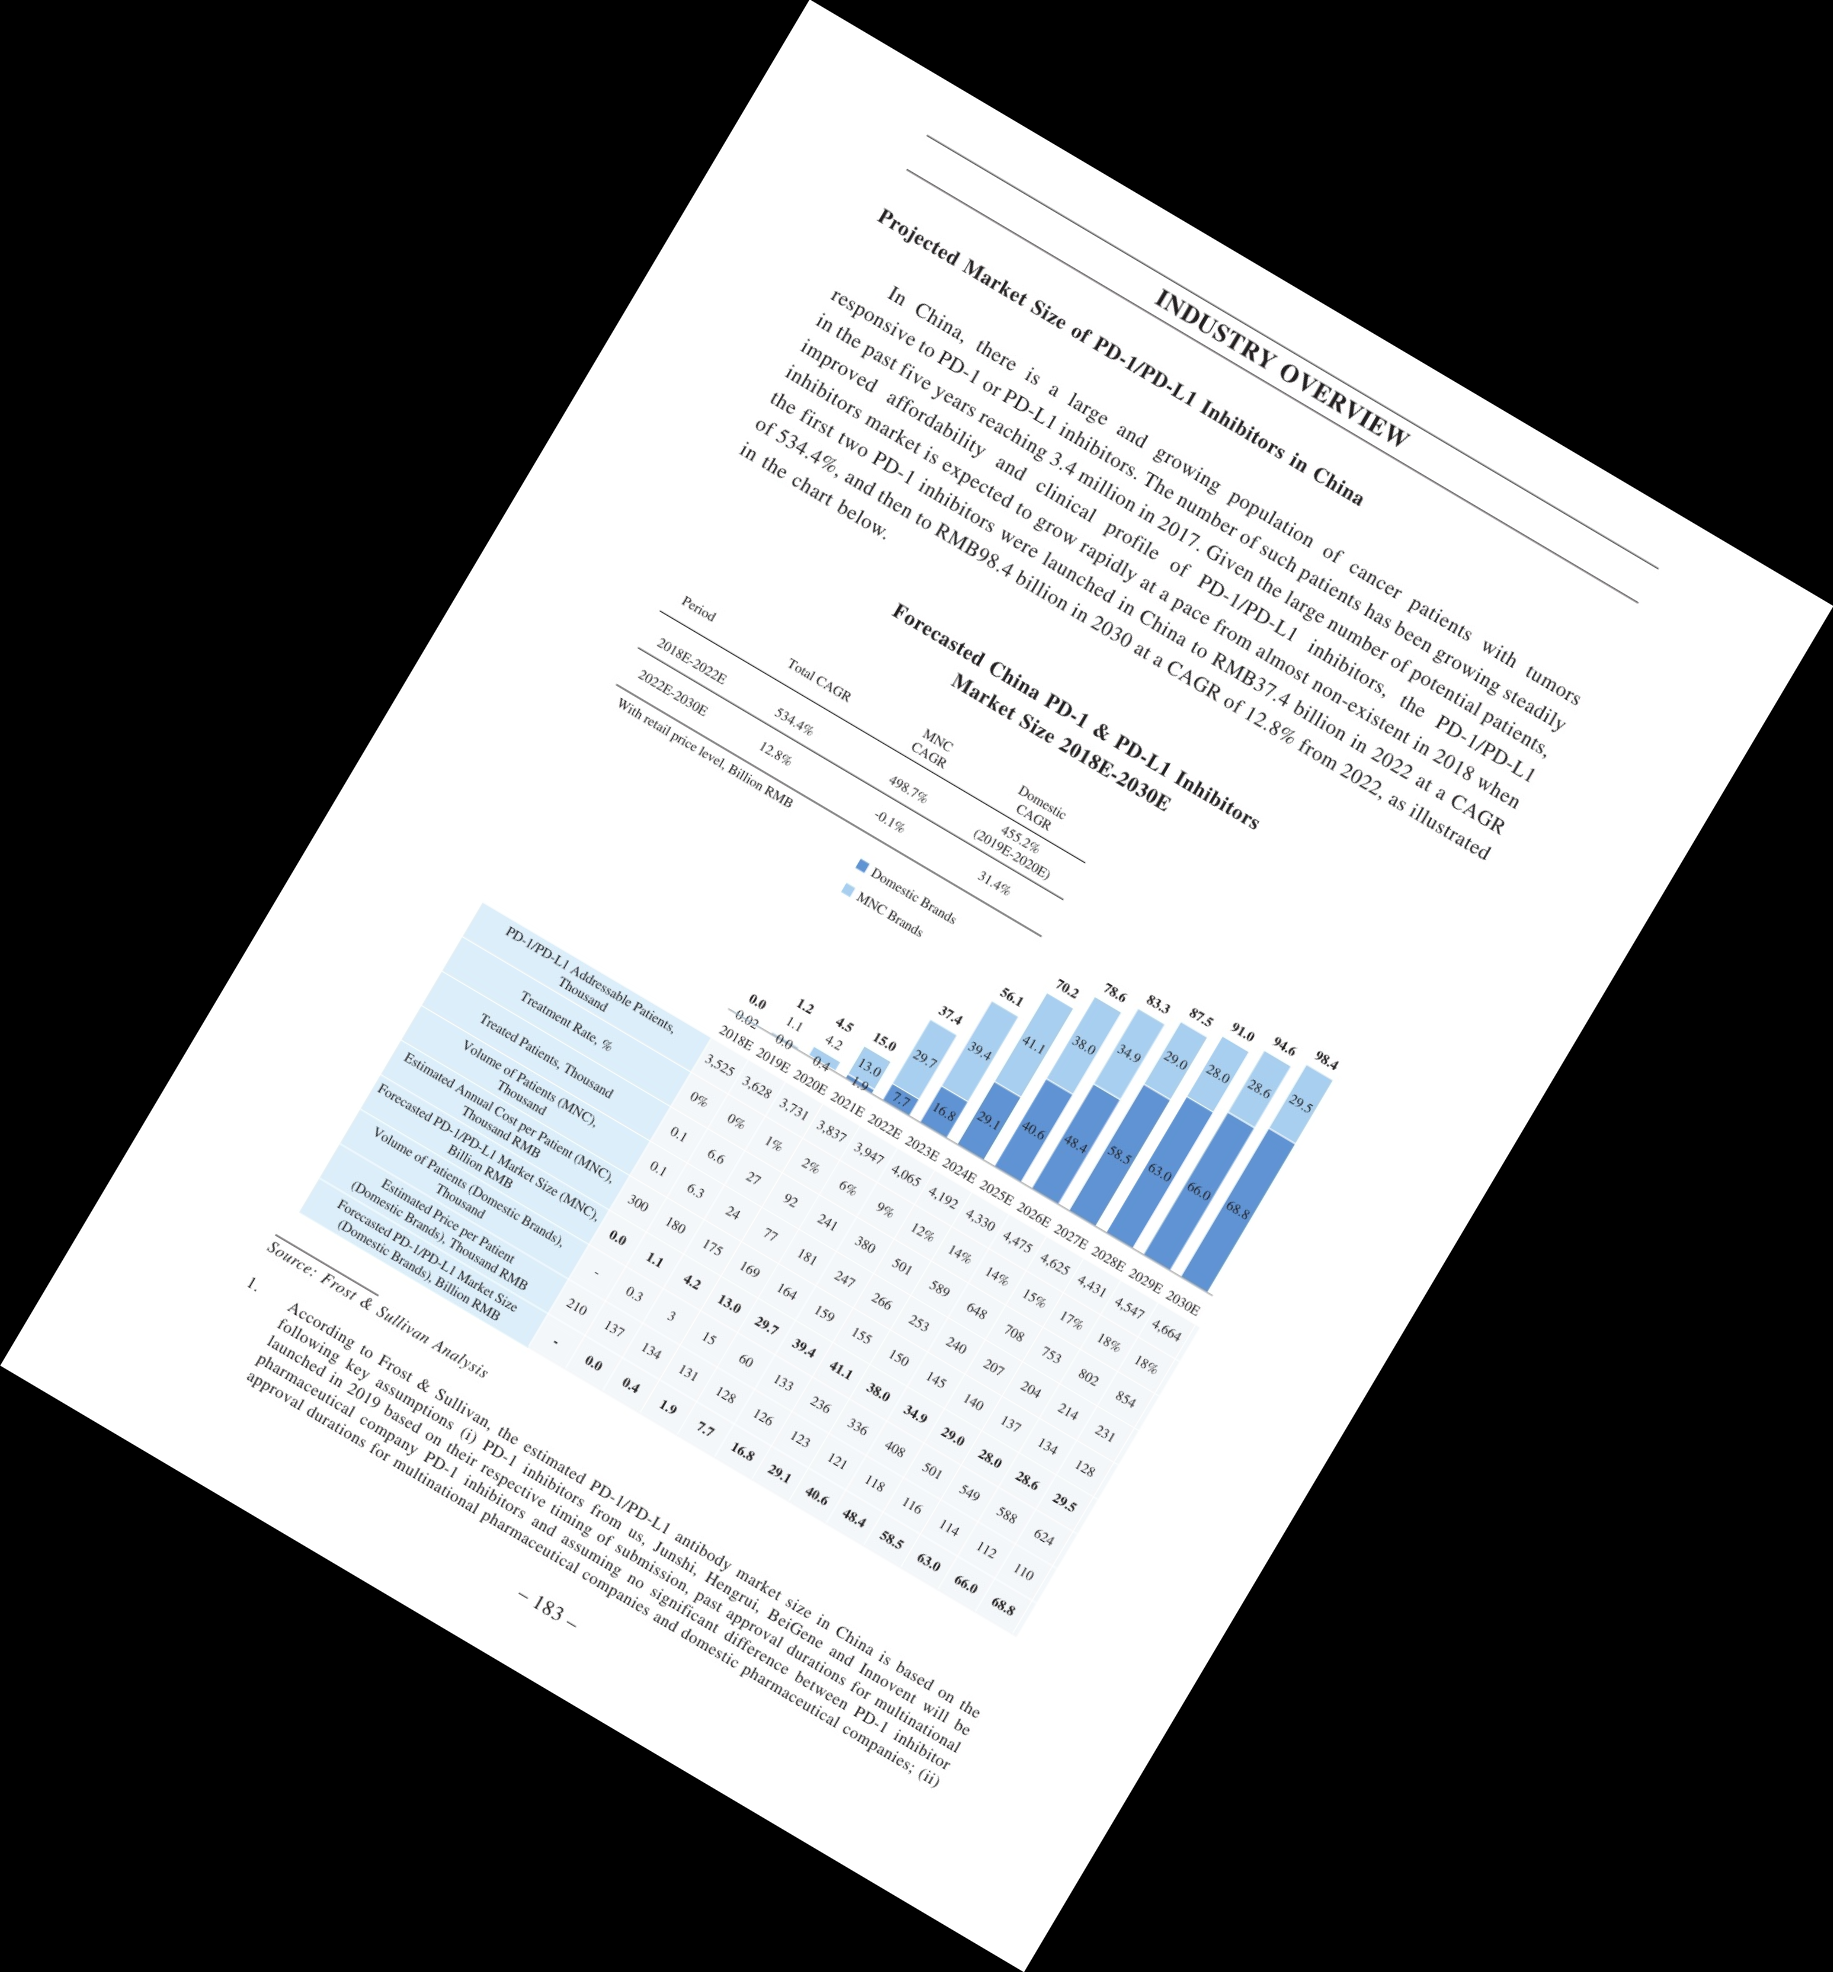 INDUSTRY OVERVIEW
Projected Market Size of PD-1/PD-L1 Inhibitors in China
In China, there is a large and growing population of cancer patients with tumors
responsive to PD-1 or PD-L1 inhibitors. The number of such patients has been growing steadily
in the past five years reaching 3.4 million in 2017. Given the large number of potential patients,
improved affordability and clinical profile of PD-1/PD-L1 inhibitors, the PD-1/PD-L1
inhibitors market is expected to grow rapidly at a pace from almost non-existent in 2018 when
the first two PD-1 inhibitors were launched in China to RMB37.4 billion in 2022 at a CAGR
of 534.4%, and then to RMB98.4 billion in 2030 at a CAGR of 12.8% from 2022, as illustrated
in the chart below.
Forecasted China PD-1 & PD-L1 Inhibitors
Market Size 2018E-2030E
Period Total CAGR MNC CAGR Domestic CAGR
2018E-2022E 534.4% 498.7% 455.2% (2019E-2020E)
2022E-2030E 12.8% -0.1% 31.4%
With retail price level, Billion RMB
Domestic Brands
MNC Brands
0.0 1.2 4.5 15.0 37.4 56.1 70.2 78.6 83.3 87.5 91.0 94.6 98.4
0.02 1.1 4.2 13.0 29.7 39.4 41.1 38.0 34.9 29.0 28.0 28.6 29.5
0.0 0.4 1.9 7.7 16.8 29.1 40.6 48.4 58.5 63.0 66.0 68.8
2018E 2019E 2020E 2021E 2022E 2023E 2024E 2025E 2026E 2027E 2028E 2029E 2030E
PD-1/PD-L1 Addressable Patients, Thousand 3,525 3,628 3,731 3,837 3,947 4,065 4,192 4,330 4,475 4,625 4,431 4,547 4,664
Treatment Rate, % 0% 0% 1% 2% 6% 9% 12% 14% 14% 15% 17% 18% 18%
Treated Patients, Thousand 0.1 6.6 27 92 241 380 501 589 648 708 753 802 854
Volume of Patients (MNC), Thousand 0.1 6.3 24 77 181 247 266 253 240 207 204 214 231
Estimated Annual Cost per Patient (MNC), Thousand RMB 300 180 175 169 164 159 155 150 145 140 137 134 128
Forecasted PD-1/PD-L1 Market Size (MNC), Billion RMB 0.0 1.1 4.2 13.0 29.7 39.4 41.1 38.0 34.9 29.0 28.0 28.6 29.5
Volume of Patients (Domestic Brands), Thousand - 0.3 3 15 60 133 236 336 408 501 549 588 624
Estimated Price per Patient (Domestic Brands), Thousand RMB 210 137 134 131 128 126 123 121 118 116 114 112 110
Forecasted PD-1/PD-L1 Market Size (Domestic Brands), Billion RMB - 0.0 0.4 1.9 7.7 16.8 29.1 40.6 48.4 58.5 63.0 66.0 68.8
Source: Frost & Sullivan Analysis
1. According to Frost & Sullivan, the estimated PD-1/PD-L1 antibody market size in China is based on the
following key assumptions (i) PD-1 inhibitors from us, Junshi, Hengrui, BeiGene and Innovent will be
launched in 2019 based on their respective timing of submission, past approval durations for multinational
pharmaceutical company PD-1 inhibitors and assuming no significant difference between PD-1 inhibitor
approval durations for multinational pharmaceutical companies and domestic pharmaceutical companies; (ii)
– 183 –